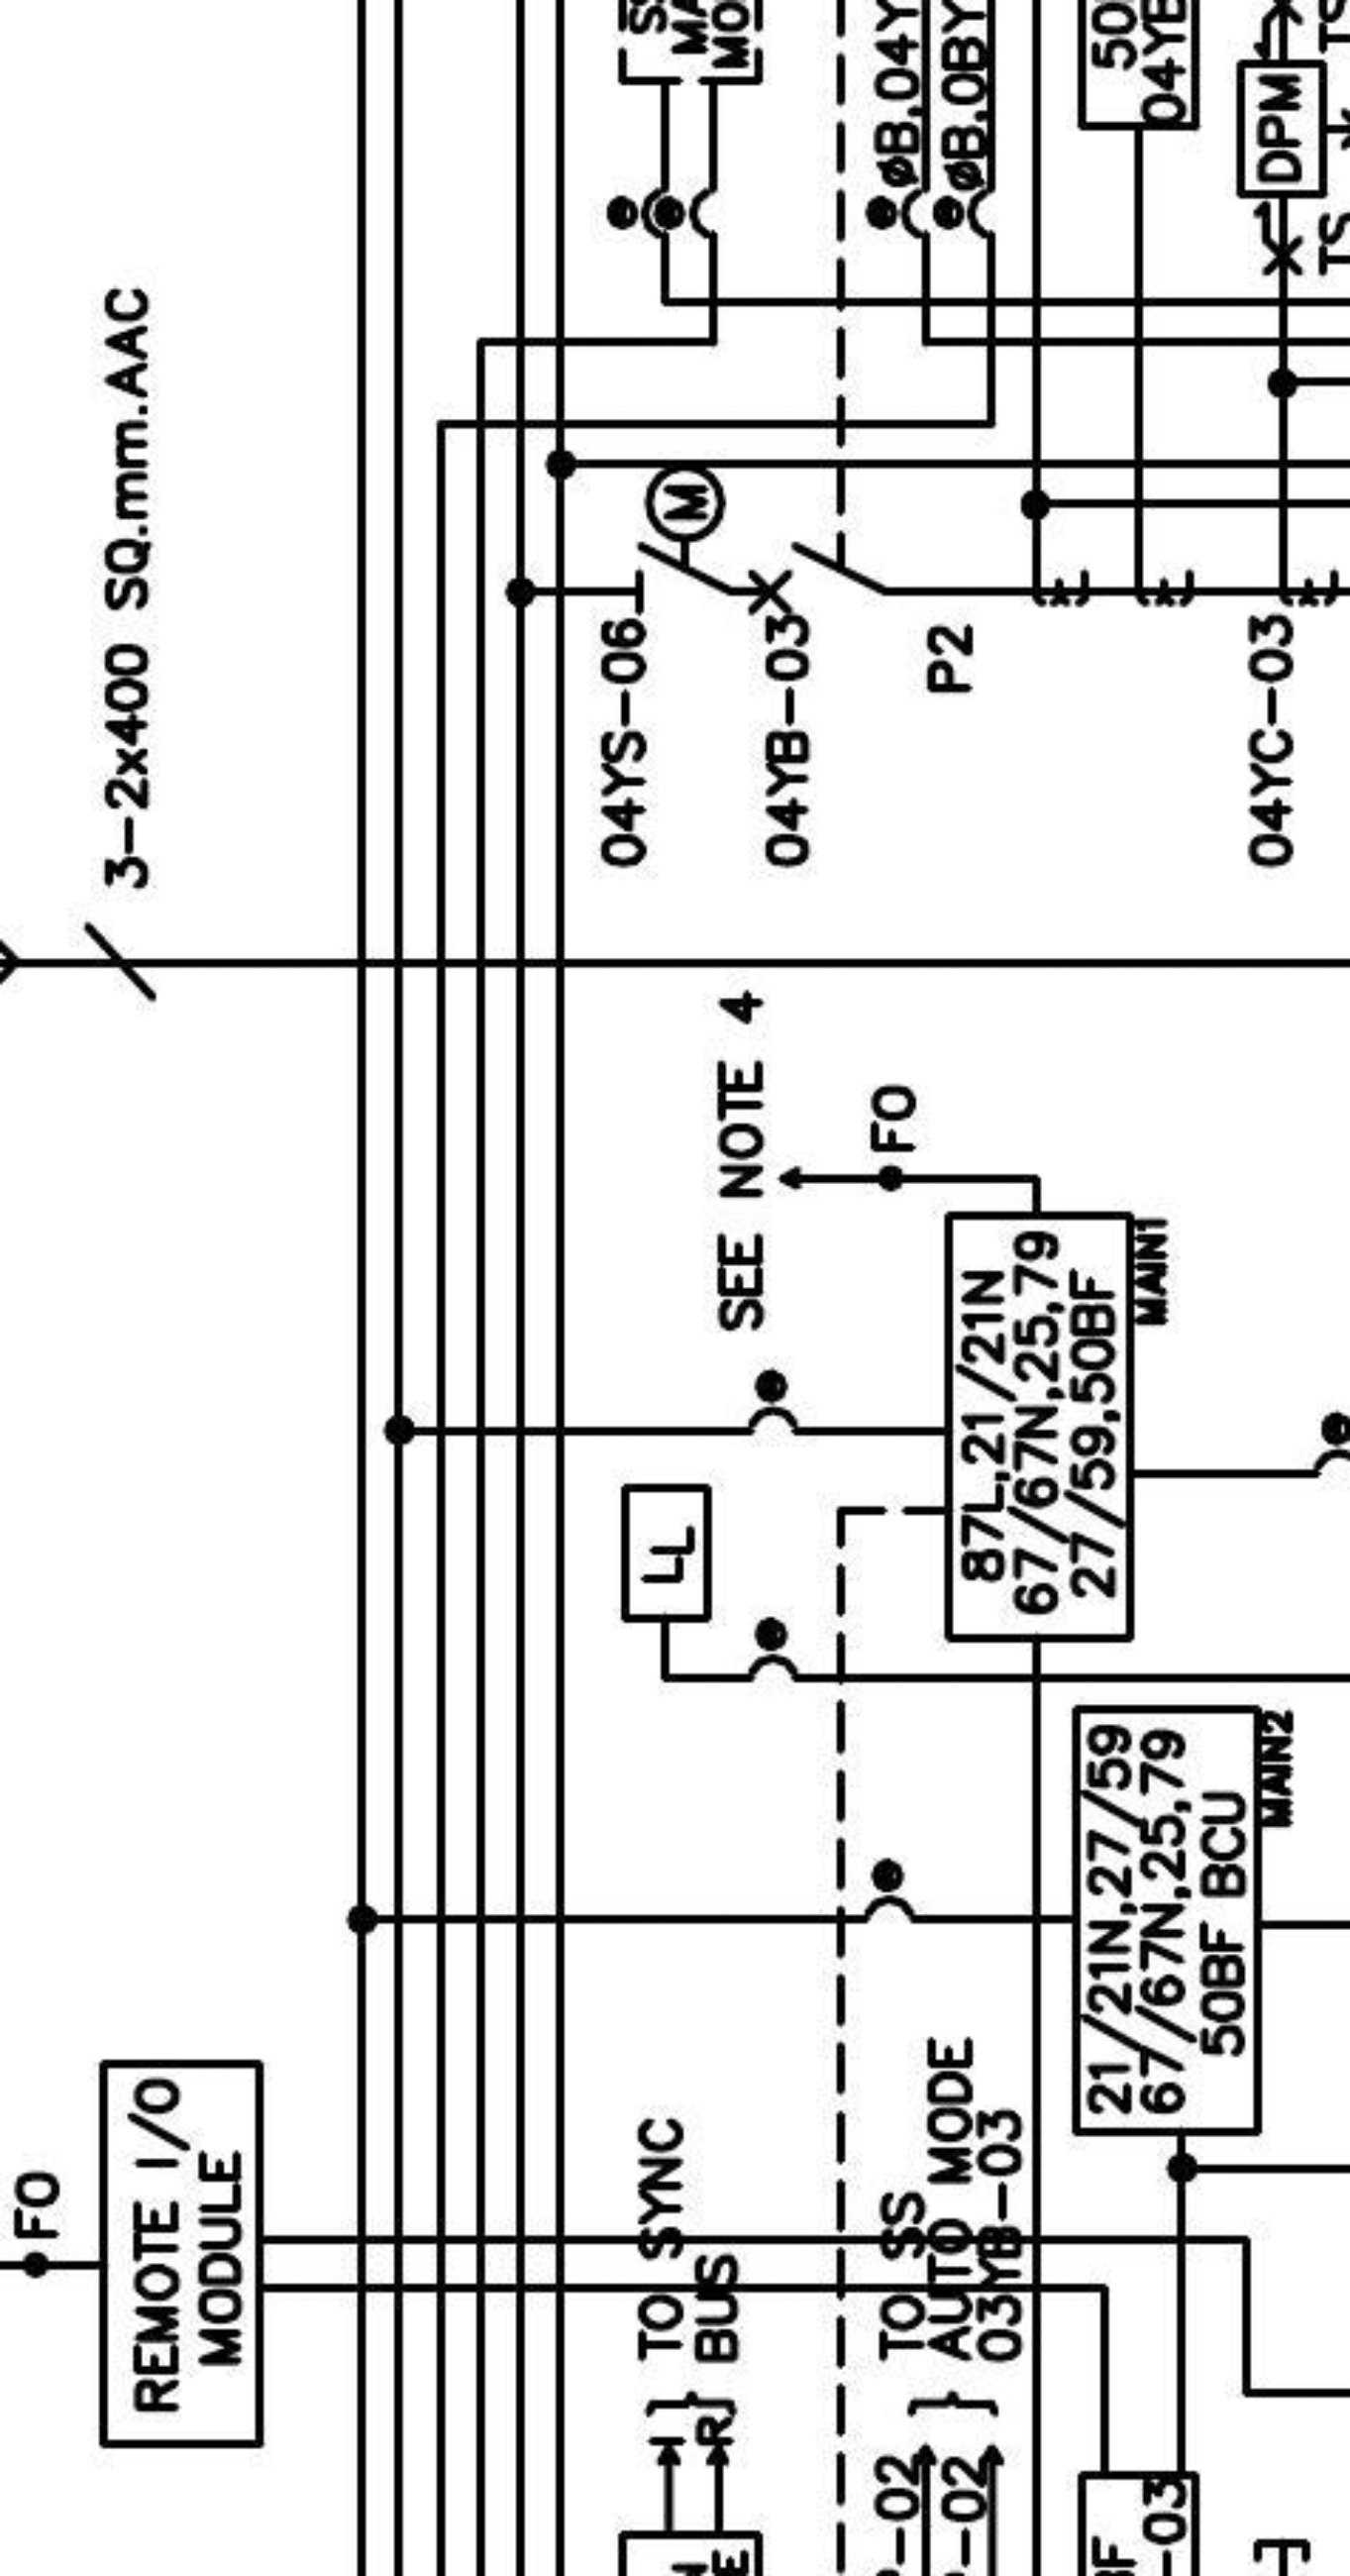 3-2x400 SQ.mm.AAC
MO
øB.04Y
øB.0BY
50
04YB
DPM
TS
TS
M
04YS-06
04YB-03
P2
04YC-03
SEE NOTE 4
FO
87L,21/21N
67/67N,25,79
27/59,50BF
MAIN1
LL
21/21N,27/59
67/67N,25,79
50BF BCU
MAIN2
FO
REMOTE I/O
MODULE
TO SYNC
BUS
I
R
TO SS
AUTO MODE
03YB-03
-02
-02
-03